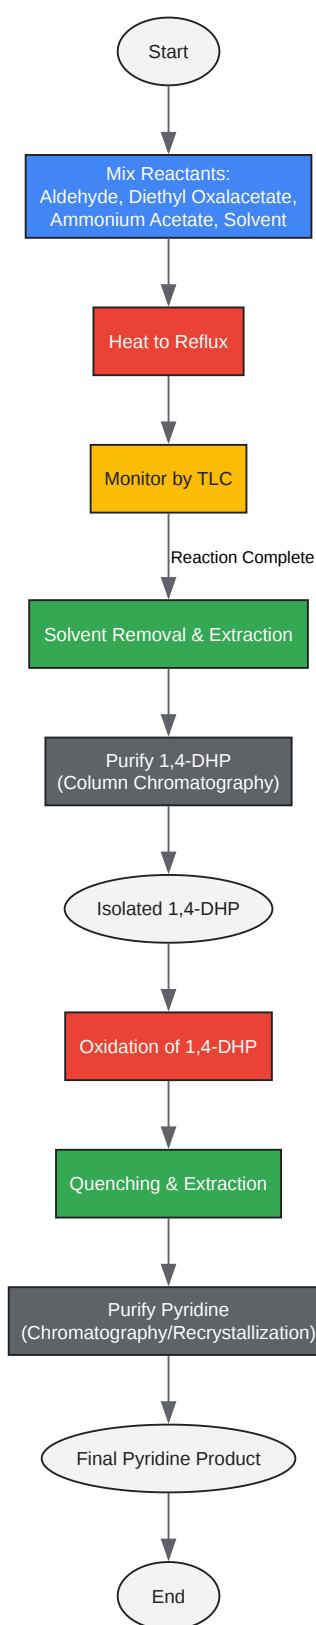 Start
Mix Reactants:
Aldehyde, Diethyl Oxalacetate,
Ammonium Acetate, Solvent
Heat to Reflux
Monitor by TLC
Reaction Complete
Solvent Removal & Extraction
Purify 1,4-DHP
(Column Chromatography)
Isolated 1,4-DHP
Oxidation of 1,4-DHP
Quenching & Extraction
Purify Pyridine
(Chromatography/Recrystallization)
Final Pyridine Product
End